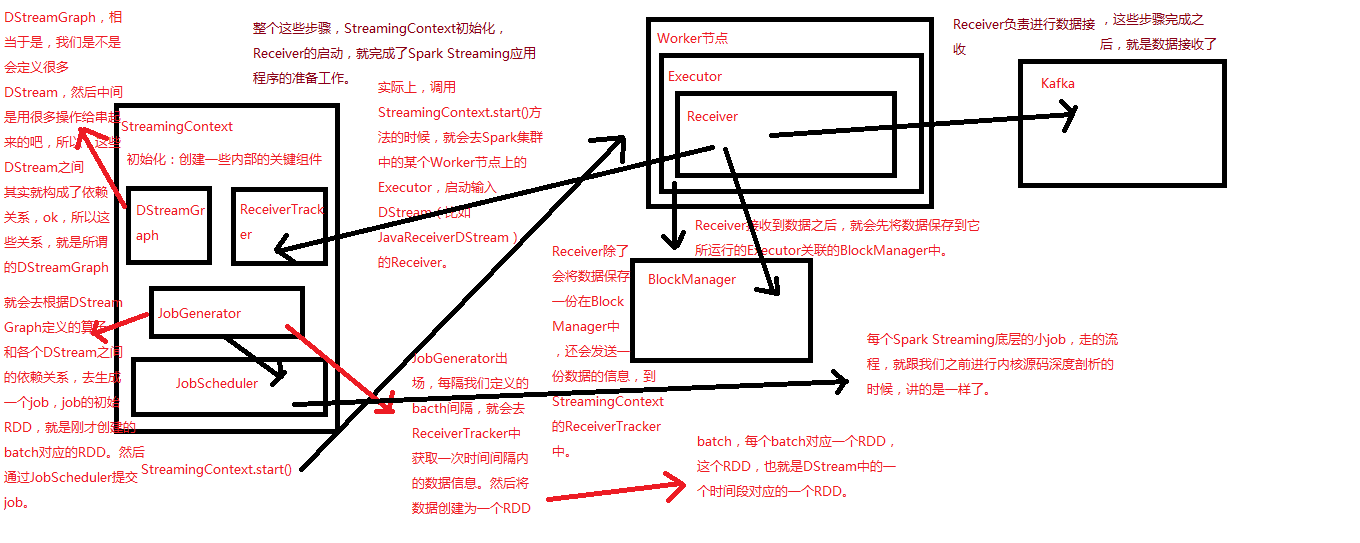 DStreamGraph，相
当于是，我们是不是
会定义很多
DStream，然后中间
是用很多操作给串起
来的吧，所以，这些
DStream之间
其实就构成了依赖
关系，ok，所以这
些关系，就是所谓
的DStreamGraph
就会去根据DStream
Graph定义的算子
和各个DStream之间
的依赖关系，去生成
一个job，job的初始
RDD，就是刚才创建的
batch对应的RDD。然后
通过JobScheduler提交
job。
整个这些步骤，StreamingContext初始化，
Receiver的启动，就完成了Spark Streaming应用
程序的准备工作。
StreamingContext
初始化：创建一些内部的关键组件
DStreamGr
aph
ReceiverTrack
er
JobGenerator
JobScheduler
StreamingContext.start()
实际上，调用
StreamingContext.start()方
法的时候，就会去Spark集群
中的某个Worker节点上的
Executor，启动输入
DStream（比如
JavaReceiverDStream）
的Receiver。
JobGenerator出
场，每隔我们定义的
bacth间隔，就会去
ReceiverTracker中
获取一次时间间隔内
的数据信息。然后将
数据创建为一个RDD
Worker节点
Executor
Receiver
Receiver接收到数据之后，就会先将数据保存到它
所运行的Executor关联的BlockManager中。
Receiver除了
会将数据保存
一份在Block
Manager中
，还会发送一
份数据的信息，到
StreamingContext
的ReceiverTracker
中。
BlockManager
batch，每个batch对应一个RDD，
这个RDD，也就是DStream中的一
个时间段对应的一个RDD。
Receiver负责进行数据接
收
，这些步骤完成之
后，就是数据接收了
Kafka
每个Spark Streaming底层的小job，走的流
程，就跟我们之前进行内核源码深度剖析的
时候，讲的是一样了。